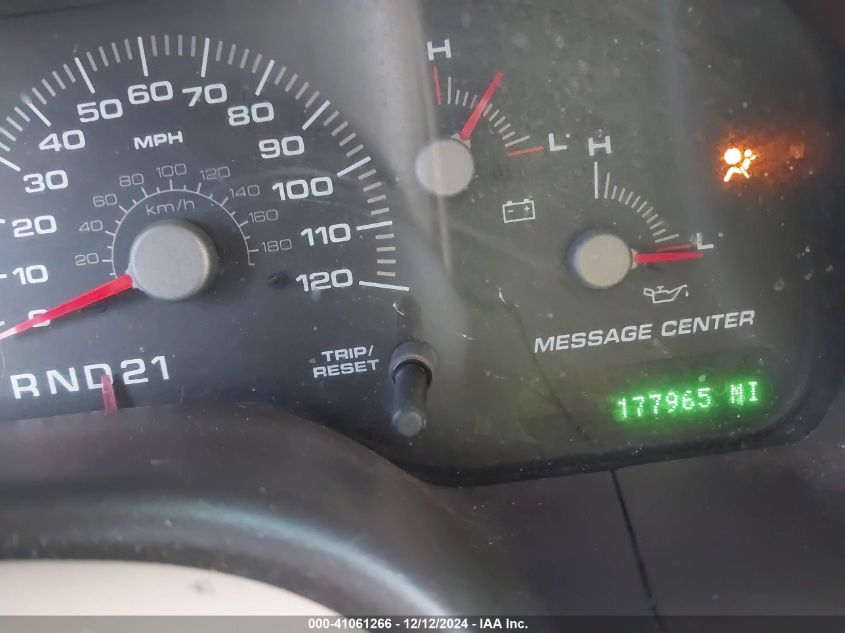 H
60
50
70
40
80
MPH
30
90
L
H
100
80
120
60
140
100
20
40
km/h
160
110
20
180
L
10
120
0
MESSAGE CENTER
TRIP/
RESET
RND21
177965 MI
000-41061266 - 12/12/2024 - IAA Inc.